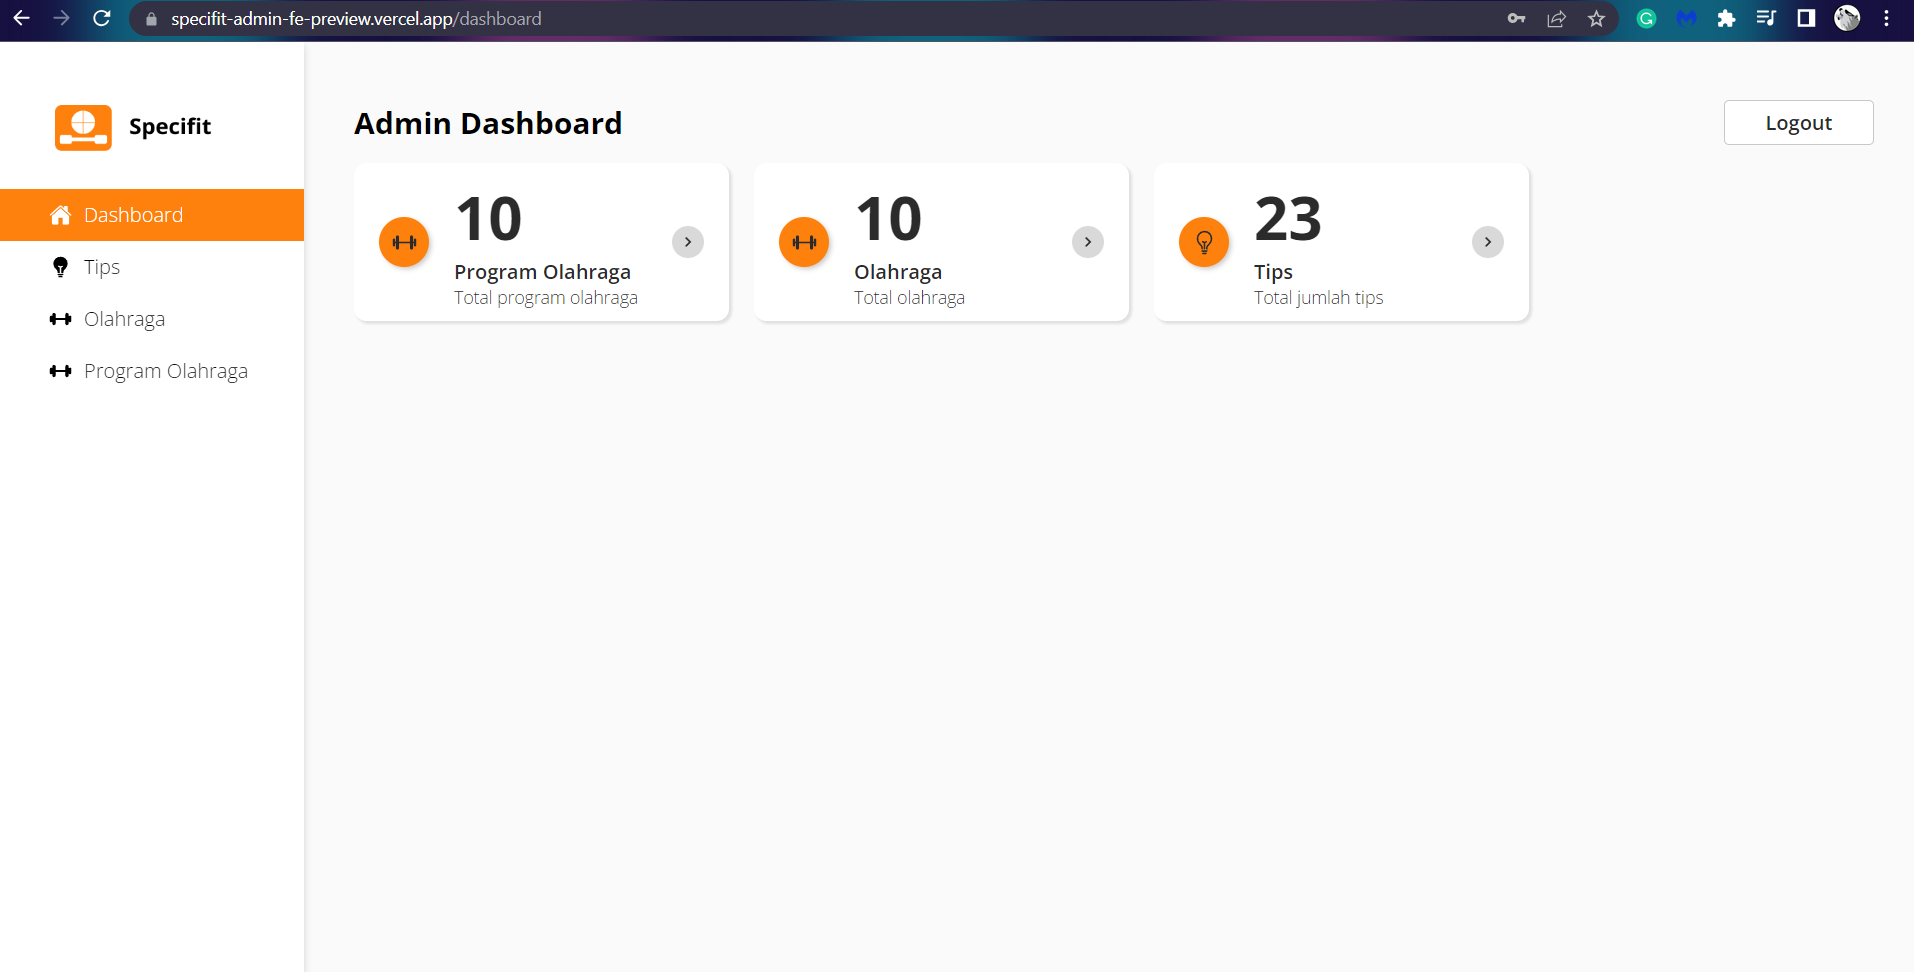 specifit-admin-fe-preview.vercel.app/dashboard
Specifit
Dashboard
Tips
Olahraga
Program Olahraga
Admin Dashboard
Logout
10
Program Olahraga
Total program olahraga
10
Olahraga
Total olahraga
23
Tips
Total jumlah tips